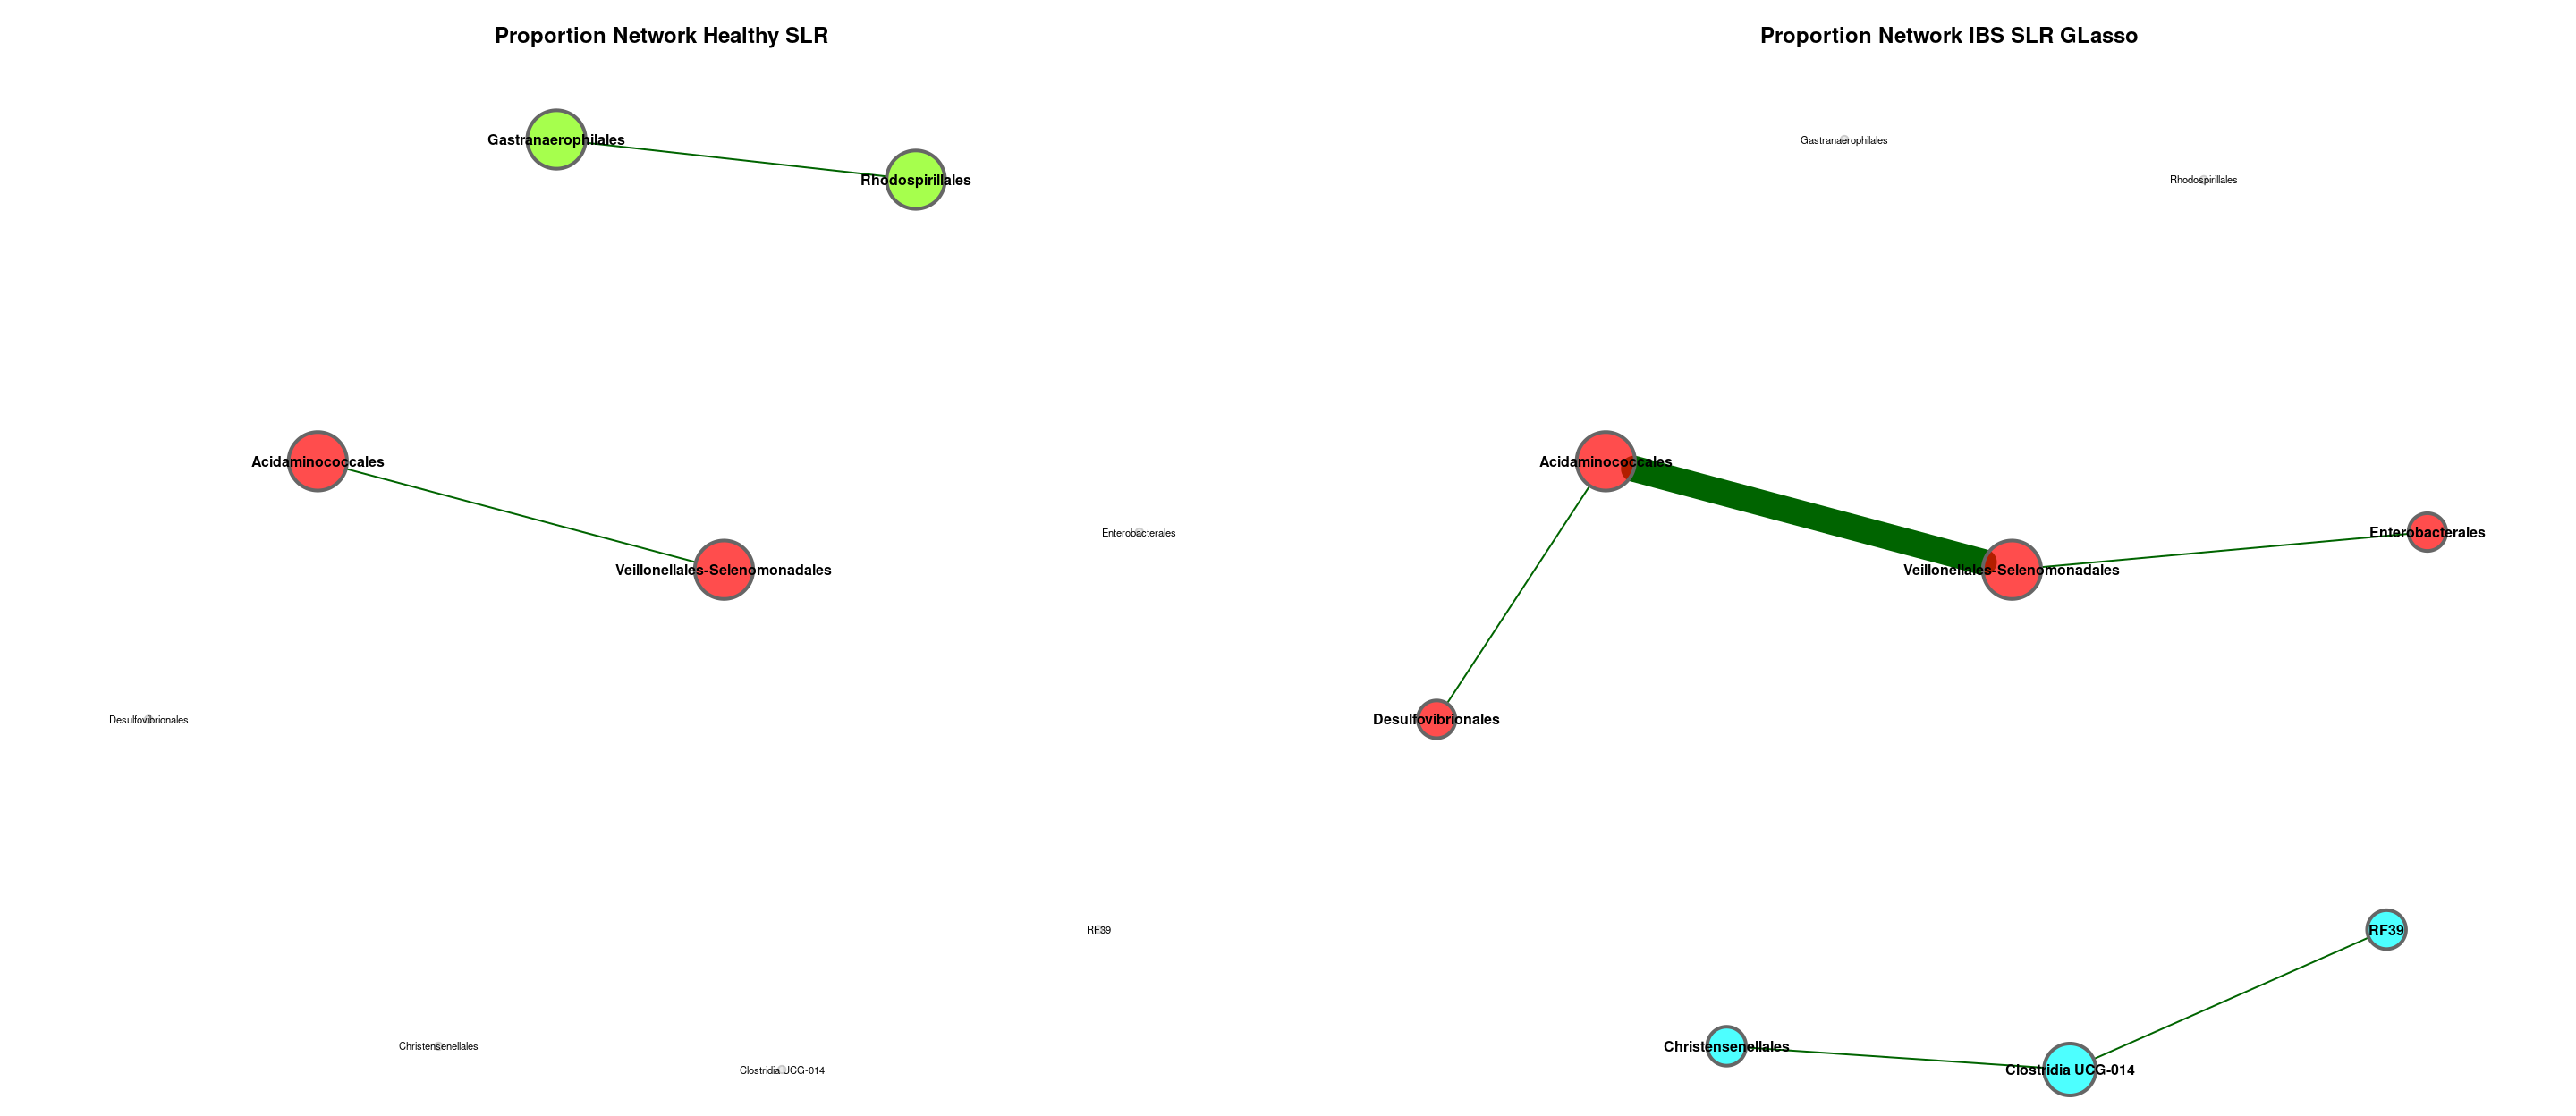 Proportion Network Healthy SLR
Gastranaerophilales
Rhodospirillales
Acidaminococcales
Enterobacterales
Veillonellales-Selenomonadales
Desulfovibrionales
RF39
Christensenellales
Clostridia UCG-014
Proportion Network IBS SLR GLasso
Gastranaerophilales
Rhodospirillales
Acidaminococcales
Enterobacterales
Veillonellales-Selenomonadales
Desulfovibrionales
RF39
Christensenellales
Clostridia UCG-014